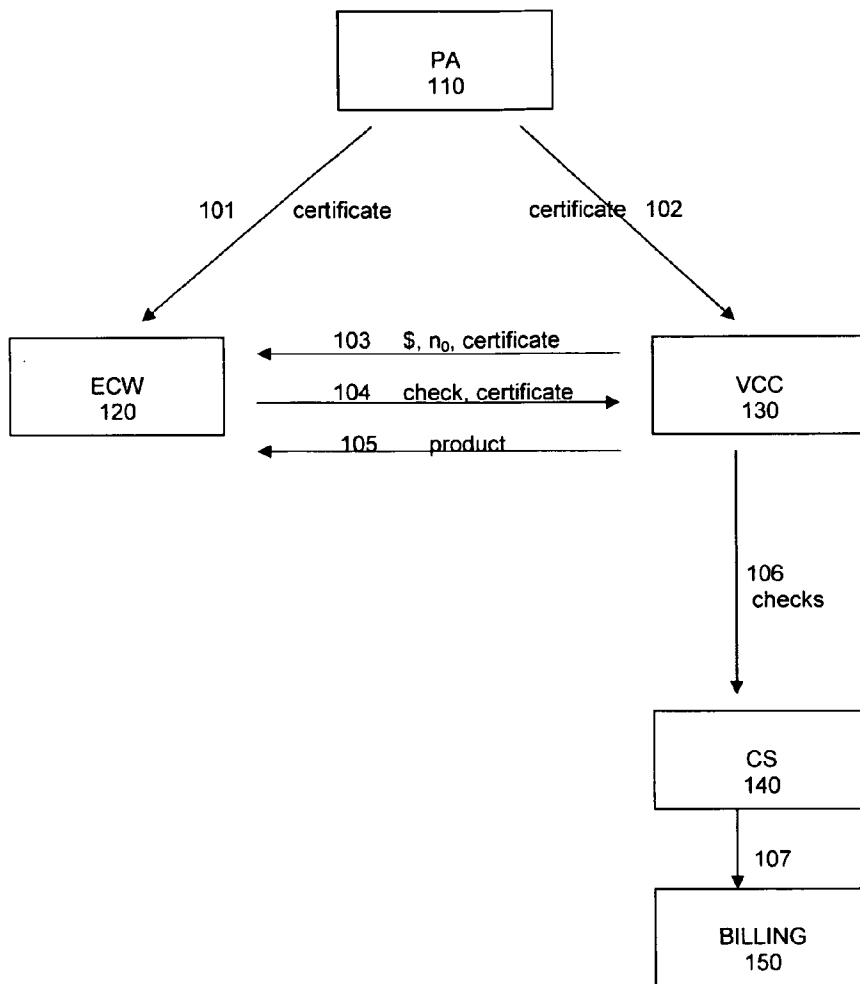 PA
110
101 certificate
certificate 102
103 $, n₀, certificate
ECW
120
VCC
130
104 check, certificate
105 product
106
checks
CS
140
107
BILLING
150